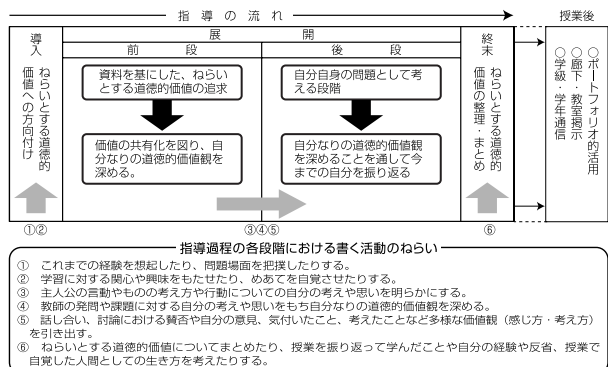 指導の流れ
授業後
導入
展開
前段
後段
終末
ねらいとする道徳的
価値への方向付け
資料を基にした、ねらい
とする道徳的価値の追求
価値の共有化を図り、自
分なりの道徳的価値観を
深める。
自分自身の問題として考
える段階
自分なりの道徳的価値観
を深めることを通して今
までの自分を振り返る
ねらいとする道徳的
価値の整理・まとめ
○ポートフォリオ的活用
○廊下・教室掲示
○学級・学年通信
①②
③④⑤
⑥
指導過程の各段階における書く活動のねらい
① これまでの経験を想起したり、問題場面を把握したりする。
② 学習に対する関心や興味をもたせたり、めあてを自覚させたりする。
③ 主人公の言動やものの考え方や行動についての自分の考えや思いを明らかにする。
④ 教師の発問や課題に対する自分の考えや思いをもち自分なりの道徳的価値観を深める。
⑤ 話し合い、討論における賛否や自分の意見、気付いたこと、考えたことなど多様な価値観（感じ方・考え方）
を引き出す。
⑥ ねらいとする道徳的価値についてまとめたり、授業を振り返って学んだことや自分の経験や反省、授業で
自覚した人間としての生き方を考えたりする。